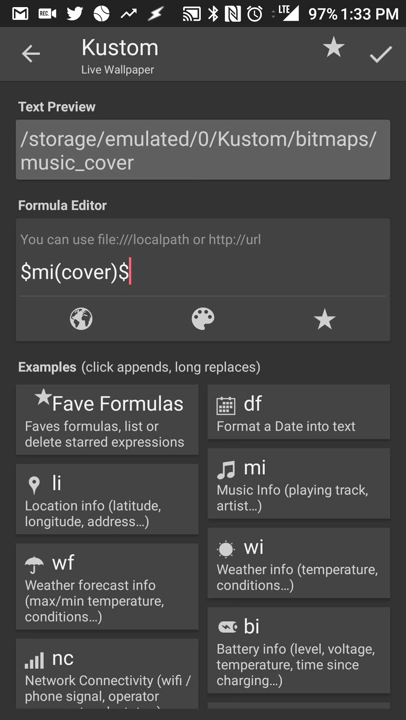 97% 1:33 PM
LTE
REC
Kustom
Live Wallpaper
Text Preview
/storage/emulated/0/Kustom/bitmaps/
music_cover
Formula Editor
You can use file:///localpath or http://url
$mi(cover)$
Examples (click appends, long replaces)
Fave Formulas
Faves formulas, list or
delete starred expressions
df
Format a Date into text
li
Location info (latitude,
longitude, address…)
mi
Music Info (playing track,
artist…)
wf
Weather forecast info
(max/min temperature,
conditions…)
wi
Weather info (temperature,
conditions…)
nc
Network Connectivity (wifi /
phone signal, operator
bi
Battery info (level, voltage,
temperature, time since
charging…)